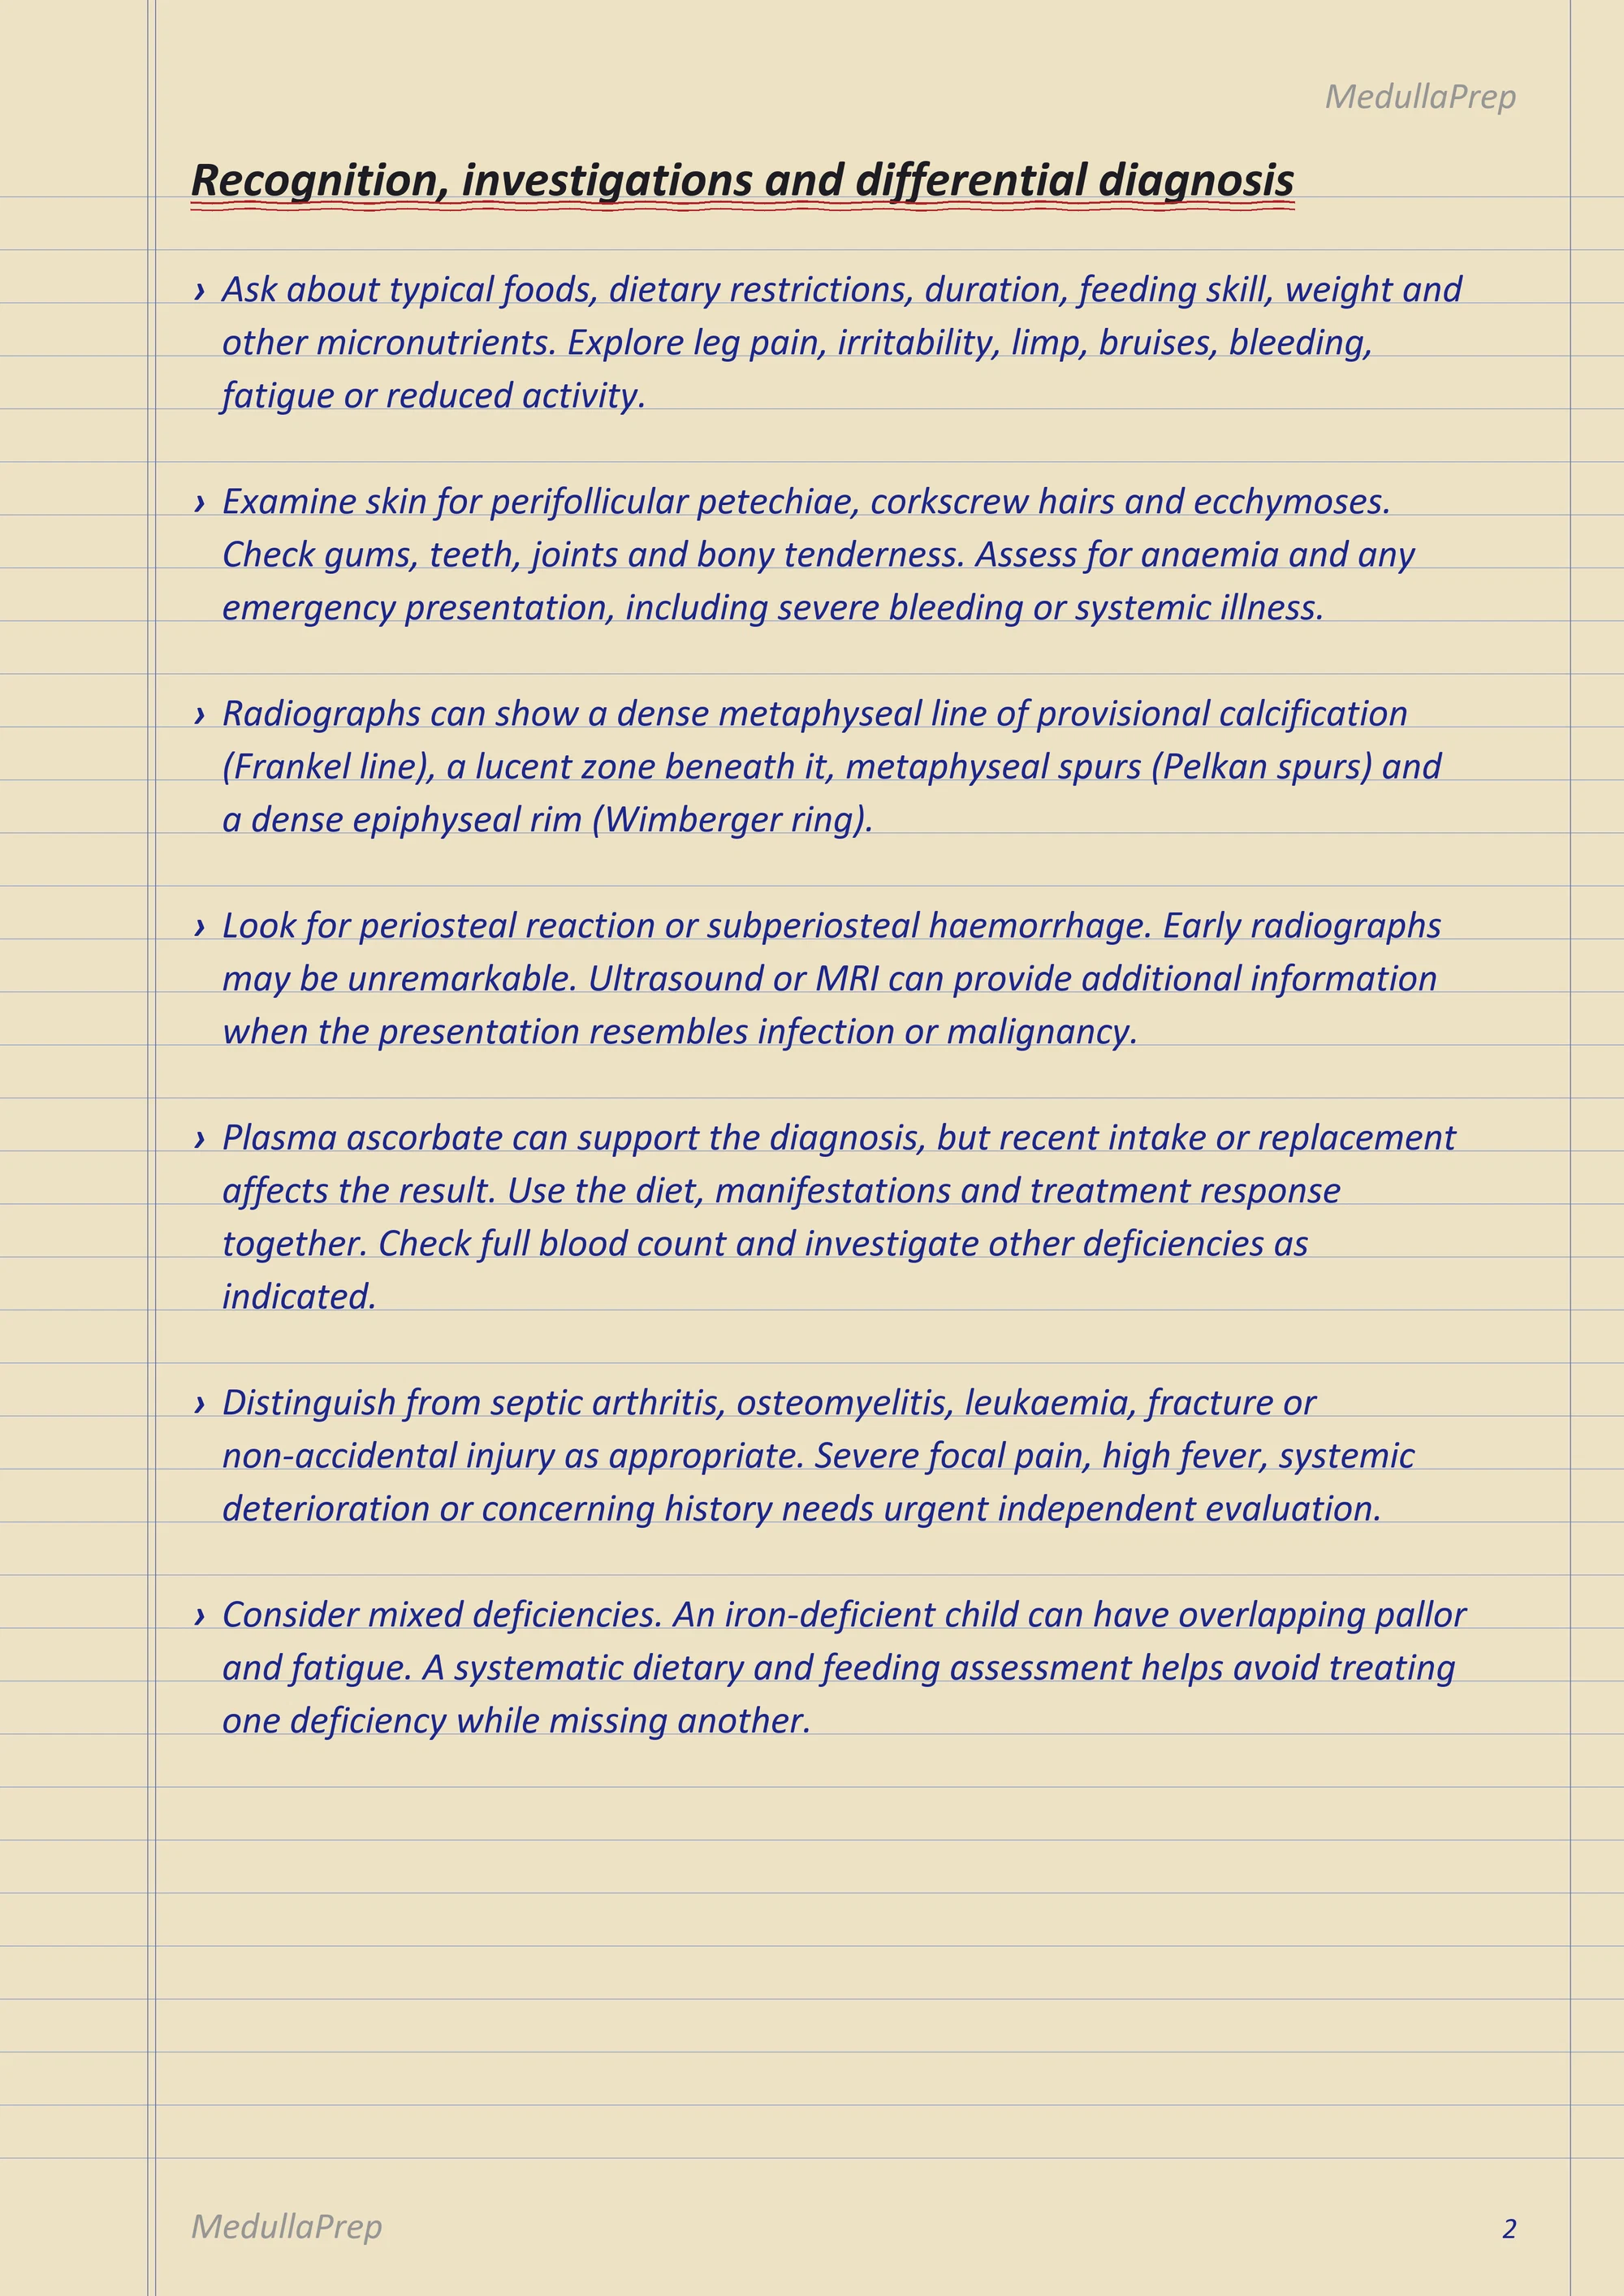 MedullaPrep
Recognition, investigations and differential diagnosis
› Ask about typical foods, dietary restrictions, duration, feeding skill, weight and
other micronutrients. Explore leg pain, irritability, limp, bruises, bleeding,
fatigue or reduced activity.
› Examine skin for perifollicular petechiae, corkscrew hairs and ecchymoses.
Check gums, teeth, joints and bony tenderness. Assess for anaemia and any
emergency presentation, including severe bleeding or systemic illness.
› Radiographs can show a dense metaphyseal line of provisional calcification
(Frankel line), a lucent zone beneath it, metaphyseal spurs (Pelkan spurs) and
a dense epiphyseal rim (Wimberger ring).
› Look for periosteal reaction or subperiosteal haemorrhage. Early radiographs
may be unremarkable. Ultrasound or MRI can provide additional information
when the presentation resembles infection or malignancy.
› Plasma ascorbate can support the diagnosis, but recent intake or replacement
affects the result. Use the diet, manifestations and treatment response
together. Check full blood count and investigate other deficiencies as
indicated.
› Distinguish from septic arthritis, osteomyelitis, leukaemia, fracture or
non-accidental injury as appropriate. Severe focal pain, high fever, systemic
deterioration or concerning history needs urgent independent evaluation.
› Consider mixed deficiencies. An iron-deficient child can have overlapping pallor
and fatigue. A systematic dietary and feeding assessment helps avoid treating
one deficiency while missing another.
MedullaPrep
2